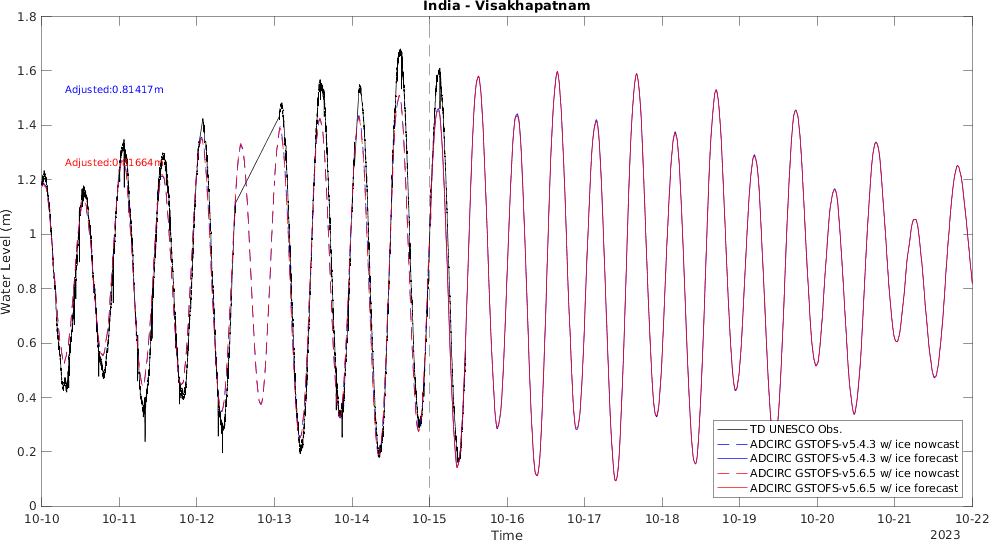 India - Visakhapatnam
1.8
1.6
1.4
1.2
1
0.8
0.6
0.4
0.2
0
Water Level (m)
Adjusted:0.81417m
TD UNESCO Obs.
ADCIRC GSTOFS-v5.4.3 w/ ice nowcast
ADCIRC GSTOFS-v5.4.3 w/ ice forecast
ADCIRC GSTOFS-v5.6.5 w/ ice nowcast
ADCIRC GSTOFS-v5.6.5 w/ ice forecast
10-10 10-11 10-12 10-13 10-14 10-15 10-16 10-17 10-18 10-19 10-20 10-21 10-22
Time
2023